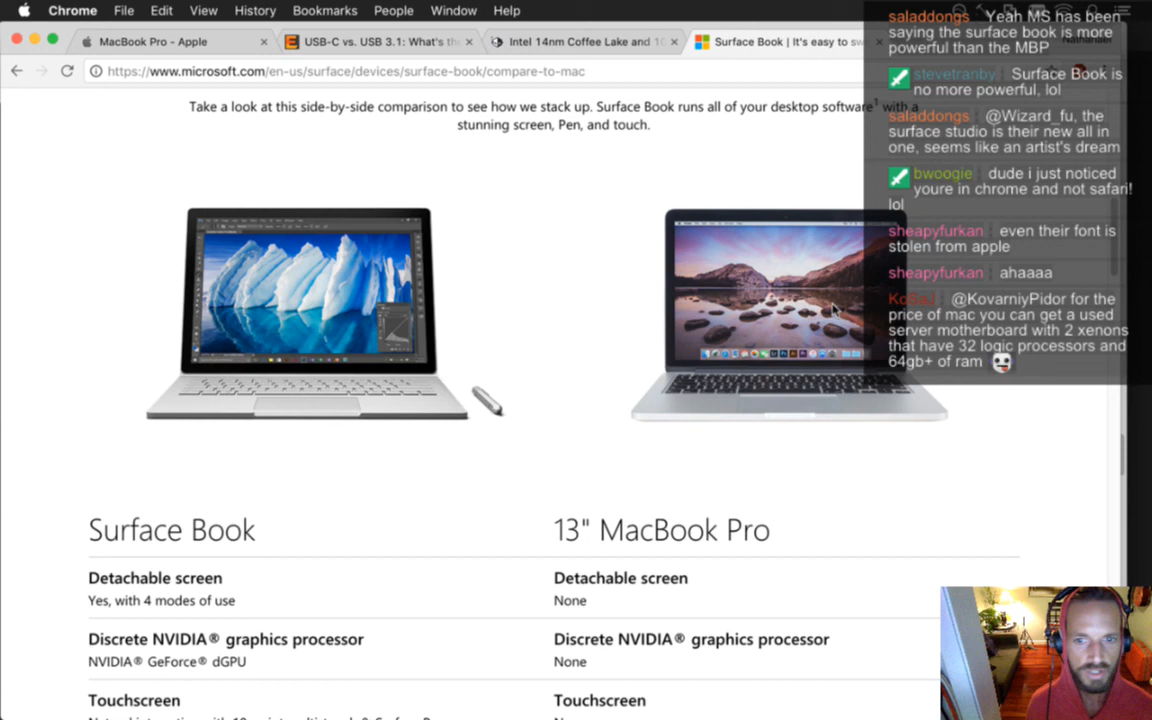 Chrome File Edit View History Bookmarks People Window Help
MacBook Pro - Apple
USB-C vs. USB 3.1: What's the
Intel 14nm Coffee Lake and 10
Surface Book | It's easy to sw
https://www.microsoft.com/en-us/surface/devices/surface-book/compare-to-mac
Take a look at this side-by-side comparison to see how we stack up. Surface Book runs all of your desktop software1 with a
stunning screen, Pen, and touch.
saladdongs: Yeah MS has been
saying the surface book is more
powerful than the MBP
stevetranby: Surface Book is
no more powerful, lol
saladdongs: @Wizard_fu, the
surface studio is their new all in
one, seems like an artist's dream
bwoogie: dude i just noticed
youre in chrome and not safari!
lol
sheapyfurkan: even their font is
stolen from apple
sheapyfurkan: ahaaaa
@KovarniyPidor for the
price of mac you can get a used
server motherboard with 2 xenons
that have 32 logic processors and
64gb+ of ram
Surface Book
Detachable screen
Yes, with 4 modes of use
Discrete NVIDIA® graphics processor
NVIDIA® GeForce® dGPU
Touchscreen
13" MacBook Pro
Detachable screen
None
Discrete NVIDIA® graphics processor
None
Touchscreen